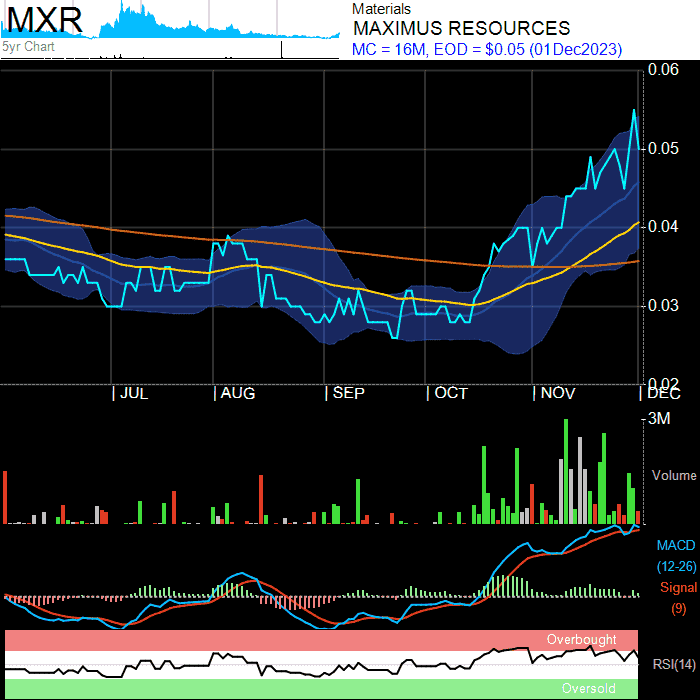 MXR
5yr Chart
Materials
MAXIMUS RESOURCES
MC = 16M, EOD = $0.05 (01Dec2023)
0.06
0.05
0.04
0.03
0.02
JUL
AUG
SEP
OCT
NOV
DEC
3M
Volume
MACD
(12-26)
Signal
(9)
Overbought
RSI(14)
Oversold